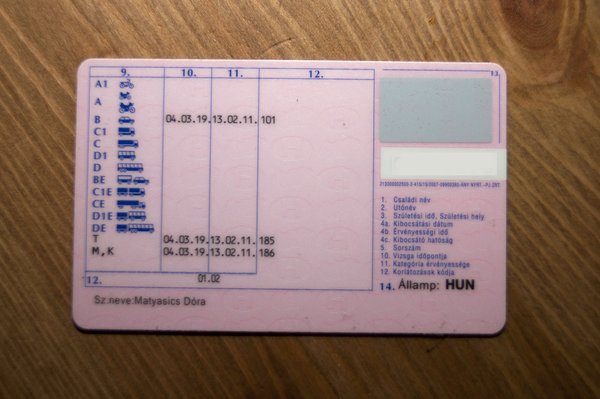 9. 10. 11. 12. 13.
A1
A
B 04.03.19. 13.02.11. 101
C1
C
D1
D
BE
C1E
CE
D1E
DE
T 04.03.19. 13.02.11. 185
M,K 04.03.19. 13.02.11. 186
12. 01.02
Sz.neve:Matyasics Dóra
1. Családi név
2. Utónév
3. Születési idő, Születési hely
4a. Kibocsátási dátum
4b. Érvényességi idő
4c. Kibocsátó hatóság
5. Sorszám
10. Vizsga időpontja
11. Kategória érvényessége
12. Korlátozások kódja
14. Államp: HUN